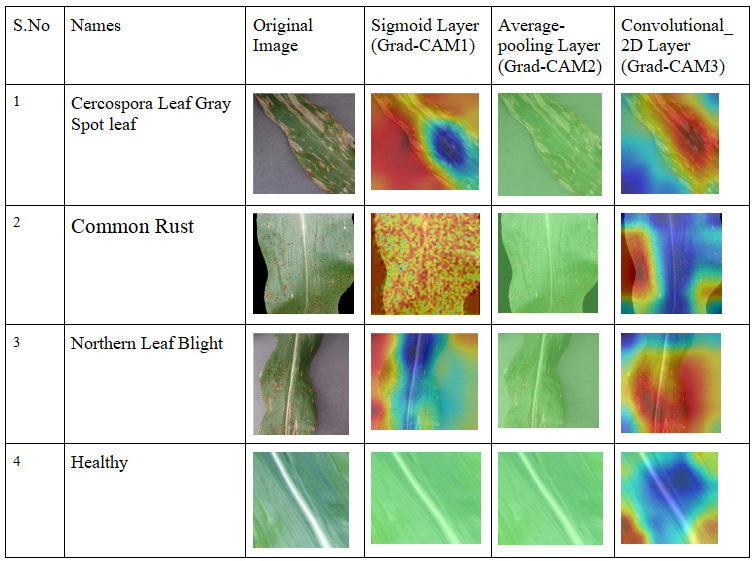 S.No
Names
Original
Image
Sigmoid Layer
(Grad-CAM1)
Average-
pooling Layer
(Grad-CAM2)
Convolutional_
2D Layer
(Grad-CAM3)
1
Cercospora Leaf Gray
Spot leaf
2
Common Rust
3
Northern Leaf Blight
4
Healthy